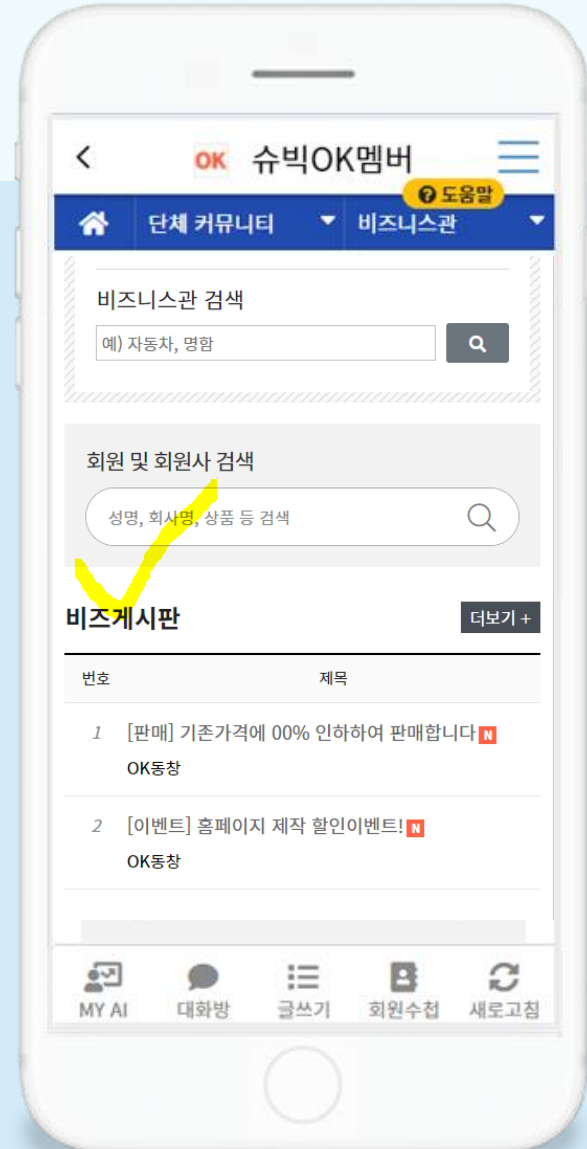 OK 슈빅OK멤버
도움말
단체 커뮤니티 비즈니스관
비즈니스관 검색
예) 자동차, 명함
회원 및 회원사 검색
성명, 회사명, 상품 등 검색
비즈게시판 더보기 +
번호 제목
1 [판매] 기존가격에 00% 인하하여 판매합니다 N
OK동창
2 [이벤트] 홈페이지 제작 할인이벤트! N
OK동창
MY AI 대화방 글쓰기 회원수첩 새로고침